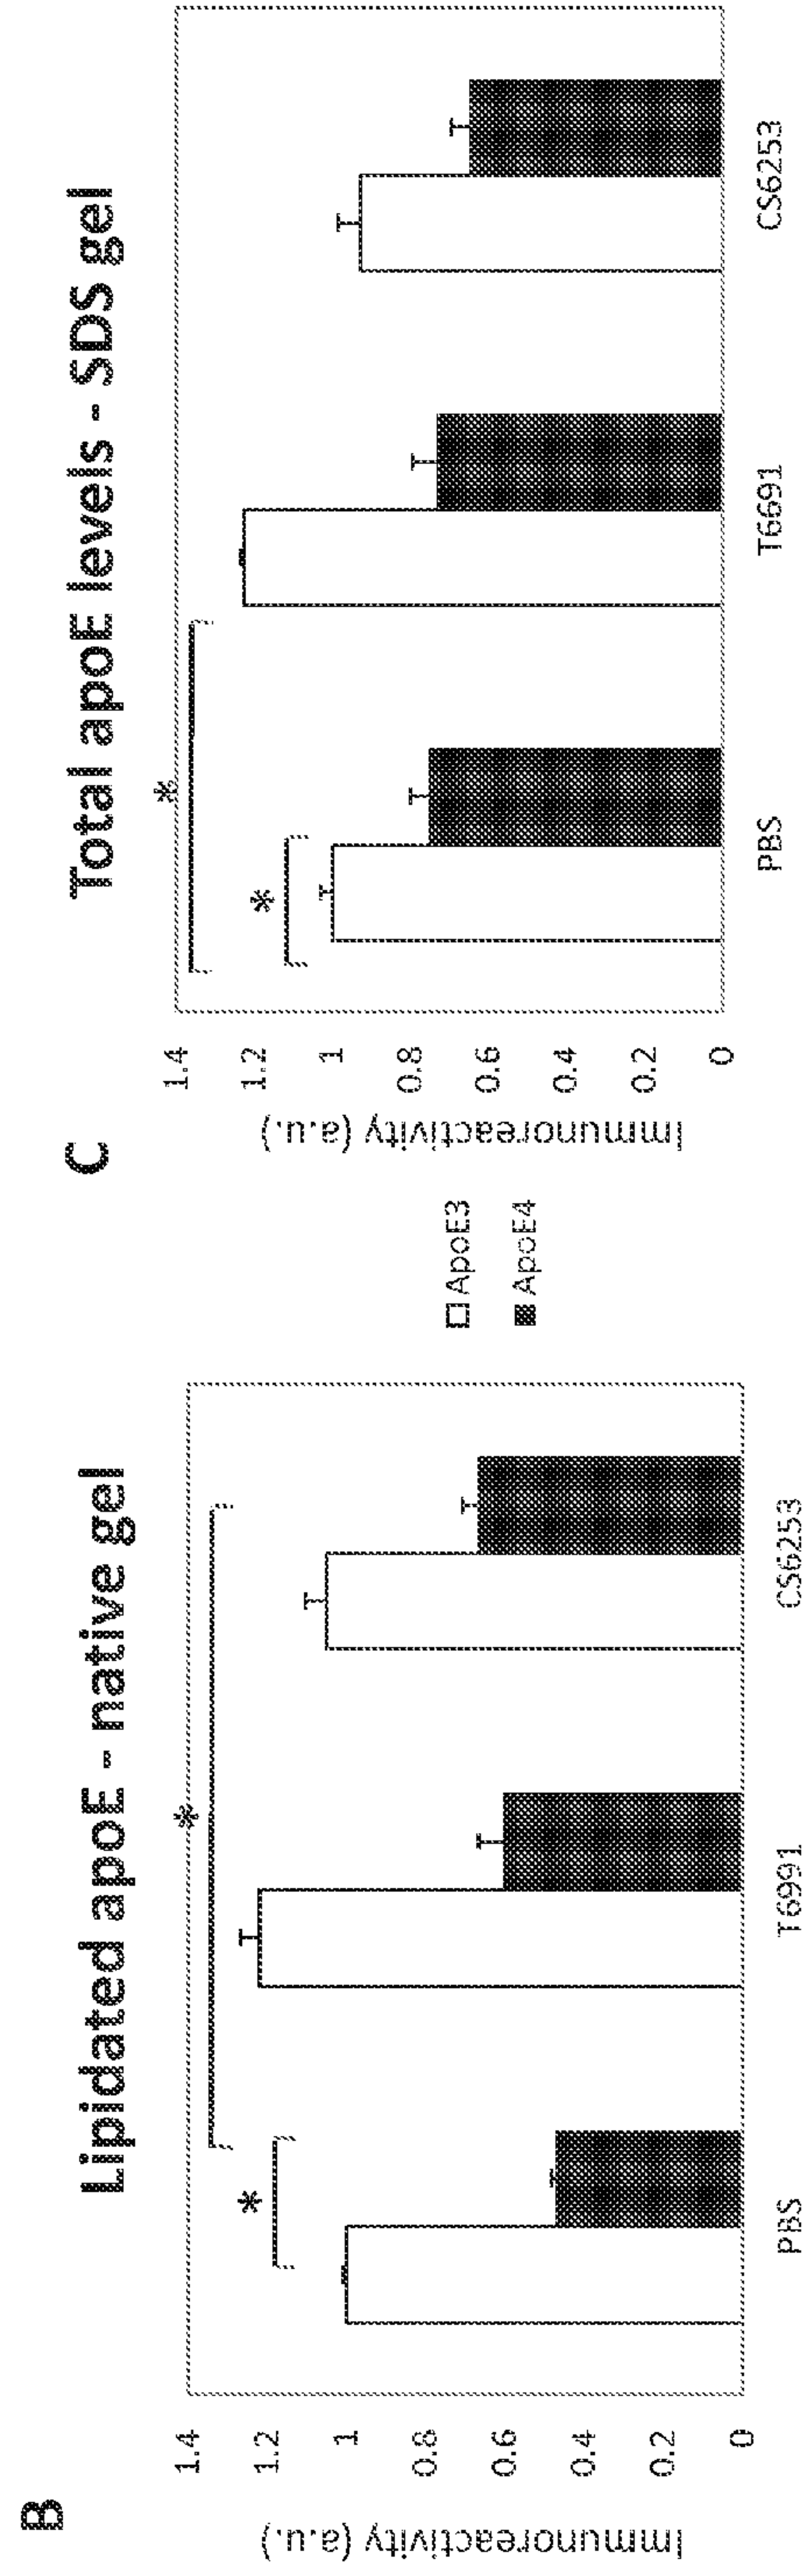 B
Lipidated apoE - native gel
*
*
Immunoreactivity (a.u.)
1.4
1.2
1
0.8
0.6
0.4
0.2
0
PBS
T6991
CS6253
ApoE3
ApoE4
C
Total apoE levels - SDS gel
*
*
Immunoreactivity (a.u.)
1.4
1.2
1
0.8
0.6
0.4
0.2
0
PBS
T6691
CS6253